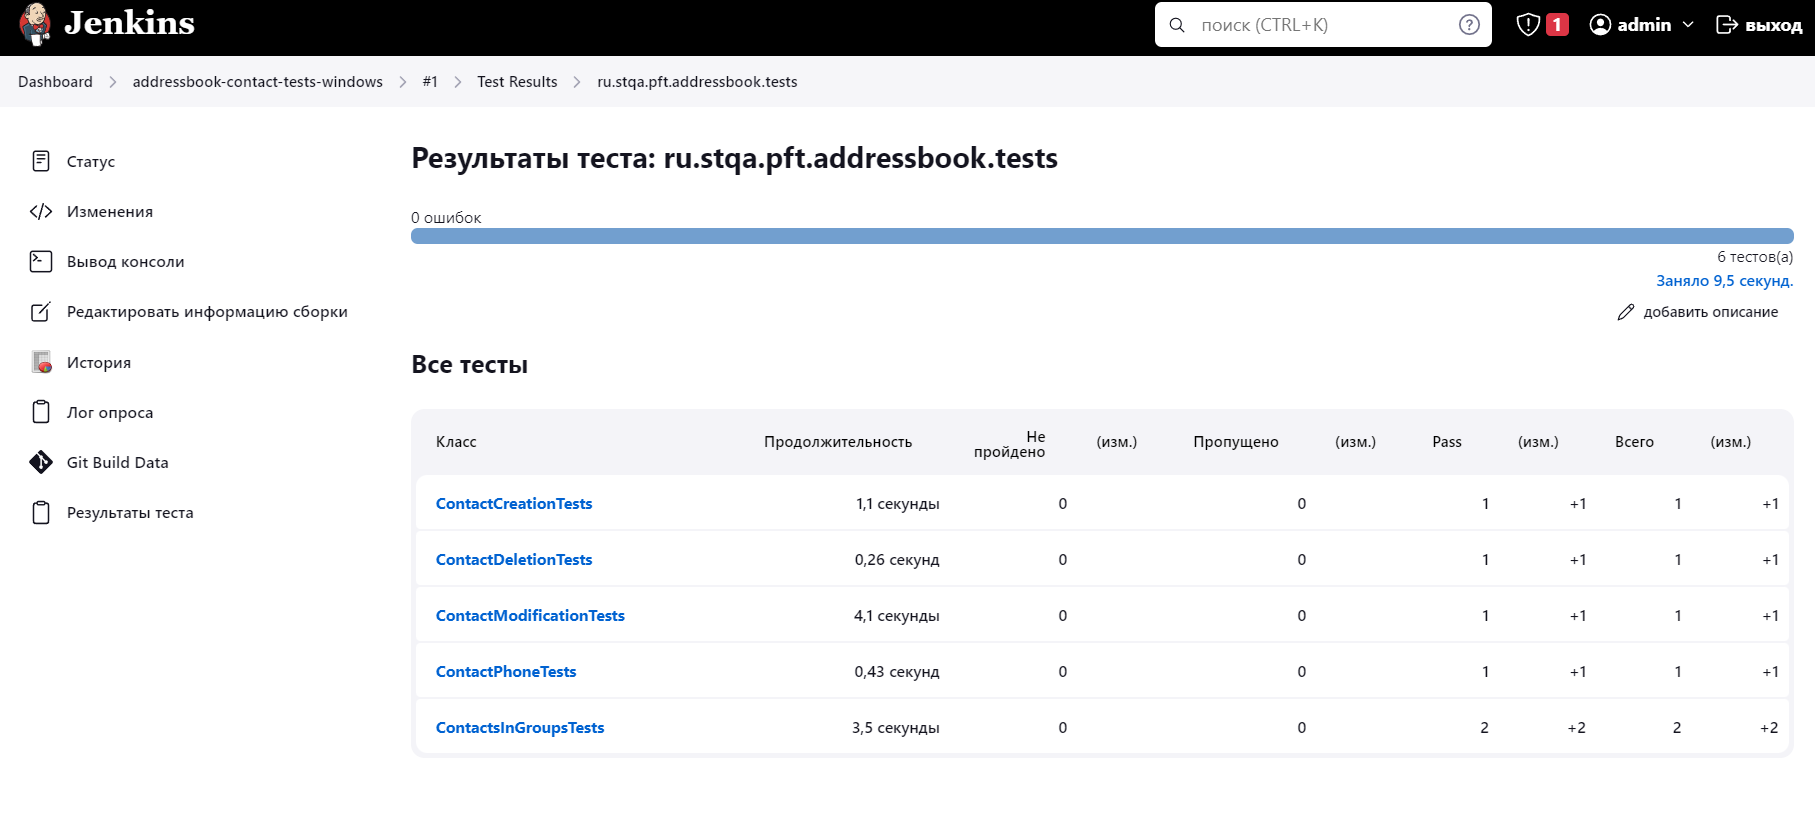 Jenkins
поиск (CTRL+K)
1
admin
выход
Dashboard
addressbook-contact-tests-windows
#1
Test Results
ru.stqa.pft.addressbook.tests
Статус
Изменения
Вывод консоли
Редактировать информацию сборки
История
Лог опроса
Git Build Data
Результаты теста
Результаты теста: ru.stqa.pft.addressbook.tests
0 ошибок
6 тестов(а)
Заняло 9,5 секунд.
добавить описание
Все тесты
Класс Продолжительность Не пройдено (изм.) Пропущено (изм.) Pass (изм.) Всего (изм.)
ContactCreationTests 1,1 секунды 0 0 1 +1 1 +1
ContactDeletionTests 0,26 секунд 0 0 1 +1 1 +1
ContactModificationTests 4,1 секунды 0 0 1 +1 1 +1
ContactPhoneTests 0,43 секунд 0 0 1 +1 1 +1
ContactsInGroupsTests 3,5 секунды 0 0 2 +2 2 +2